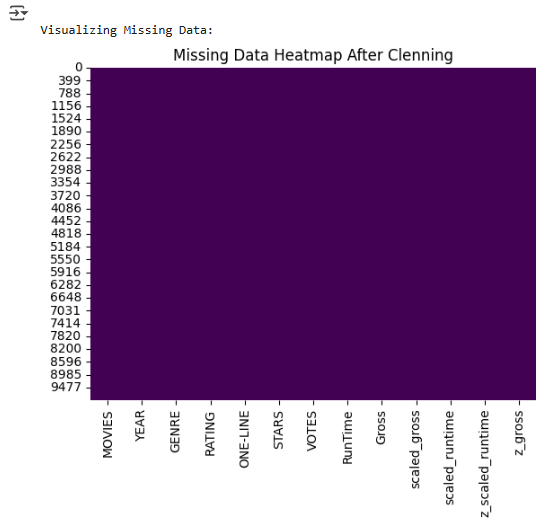 Visualizing Missing Data:
Missing Data Heatmap After Clenning
0
399
788
1156
1524
1890
2256
2622
2988
3354
3720
4086
4452
4818
5184
5550
5916
6282
6648
7031
7414
7820
8200
8596
8985
9477
MOVIES
YEAR
GENRE
RATING
ONE-LINE
STARS
VOTES
RunTime
Gross
scaled_gross
scaled_runtime
z_scaled_runtime
z_gross